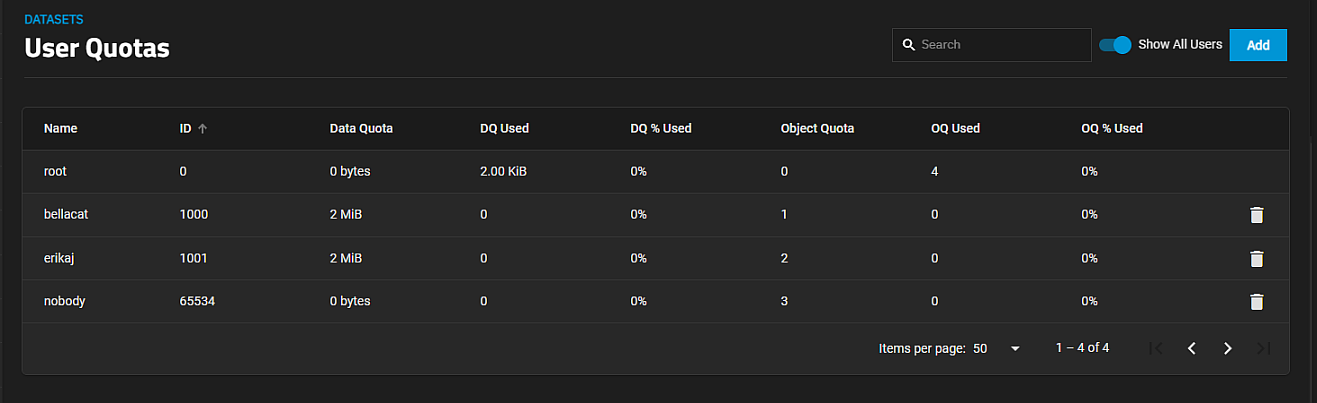 DATASETS
User Quotas
Search Show All Users Add
Name ID Data Quota DQ Used DQ % Used Object Quota OQ Used OQ % Used
root 0 0 bytes 2.00 KiB 0% 0 4 0%
bellacat 1000 2 MiB 0 0% 1 0 0%
erikaj 1001 2 MiB 0 0% 2 0 0%
nobody 65534 0 bytes 0 0% 3 0 0%
Items per page: 50 1 – 4 of 4